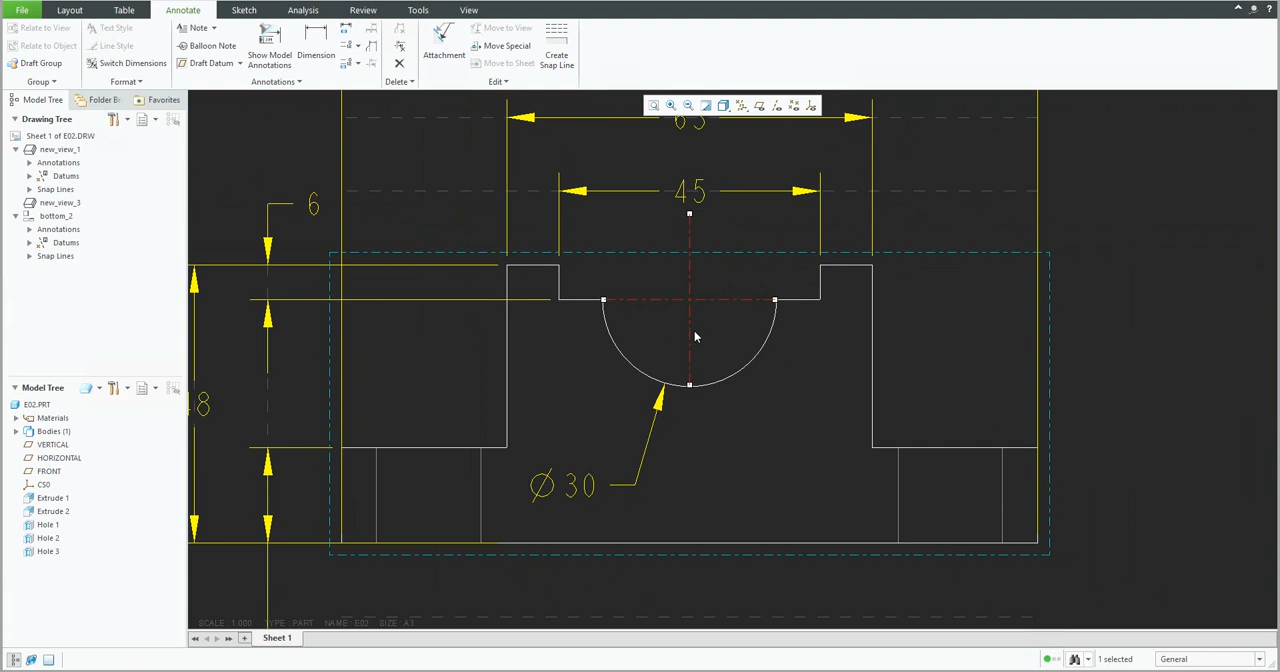 File Layout Table Annotate Sketch Analysis Review Tools View
Relate to View
Relate to Object
Draft Group
Group
Text Style
Line Style
Switch Dimensions
Format
Note
Balloon Note
Draft Datum
Show Model Annotations
Dimension
Annotations
Delete
Attachment
Move to View
Move Special
Move to Sheet
Edit
Create Snap Line
Model Tree Folder Br Favorites
Drawing Tree
Sheet 1 of E02.DRW
new_view_1
Annotations
Datums
Snap Lines
new_view_3
bottom_2
Annotations
Datums
Snap Lines
Model Tree
E02.PRT
Materials
Bodies (1)
VERTICAL
HORIZONTAL
FRONT
CS0
Extrude 1
Extrude 2
Hole 1
Hole 2
Hole 3
45
6
Ø 30
SCALE : 1.000 TYPE : PART NAME : E02 SIZE : A3
Sheet 1
1 selected
General